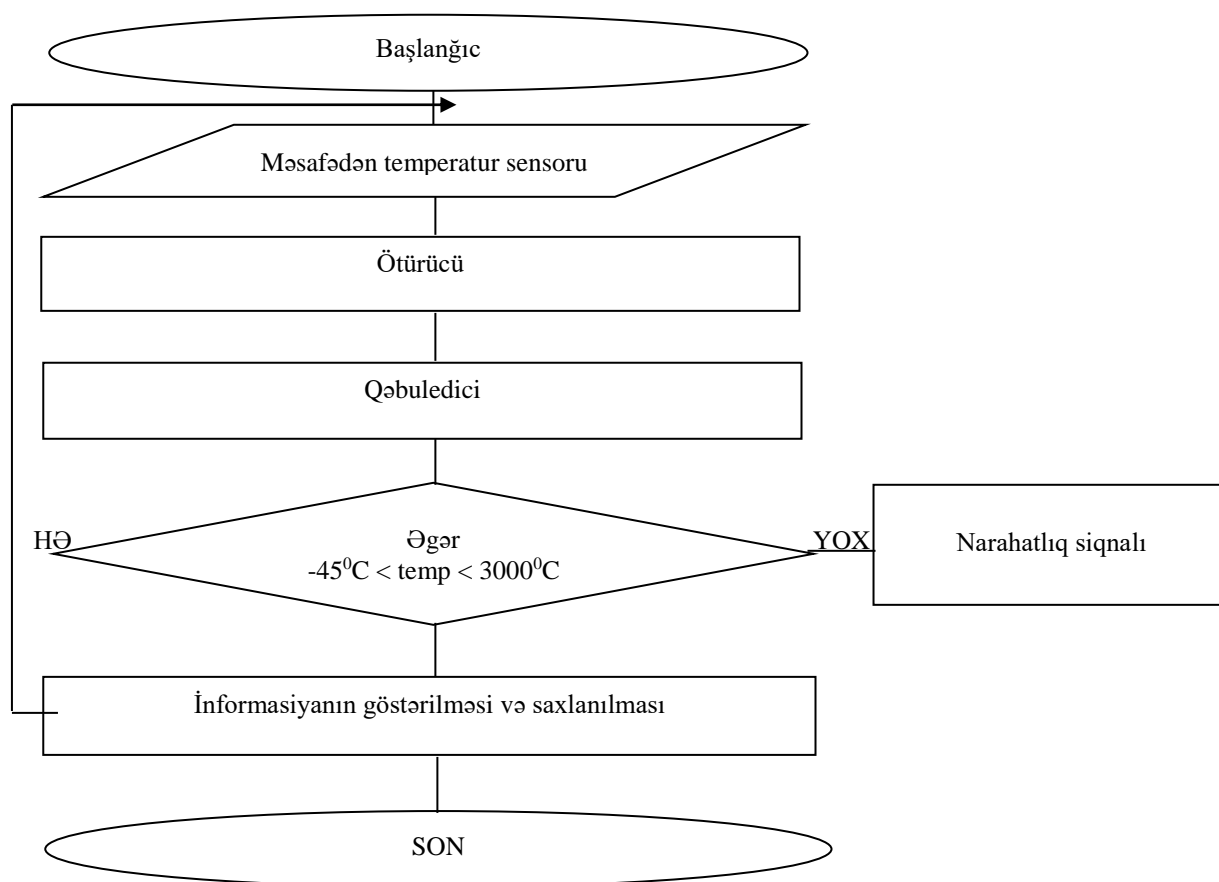 Başlanğıc
Məsafədən temperatur sensoru
Ötürücü
Qəbuledici
HƏ
Əgər
-45⁰C < temp < 3000⁰C
YOX
Narahatlıq siqnalı
İnformasiyanın göstərilməsi və saxlanılması
SON